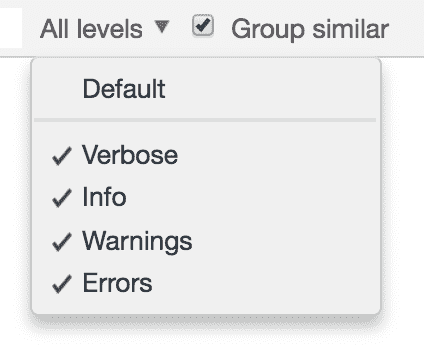 All levels Group similar
Default
Verbose
Info
Warnings
Errors